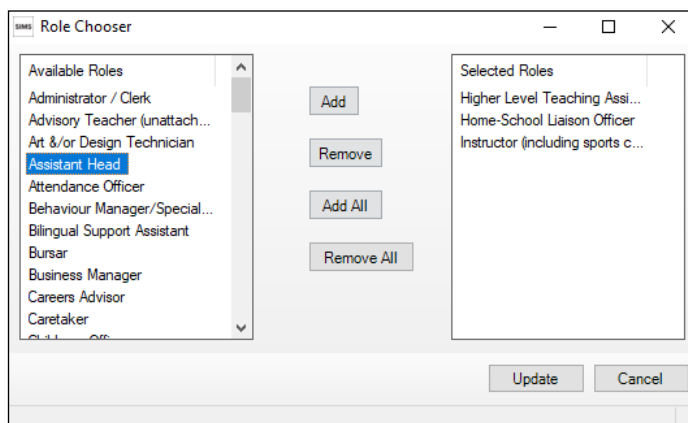 SIMS Role Chooser
Available Roles
Administrator / Clerk
Advisory Teacher (unattach...
Art &/or Design Technician
Assistant Head
Attendance Officer
Behaviour Manager/Special...
Bilingual Support Assistant
Bursar
Business Manager
Careers Advisor
Caretaker
Add
Remove
Add All
Remove All
Selected Roles
Higher Level Teaching Assi...
Home-School Liaison Officer
Instructor (including sports c...
Update
Cancel